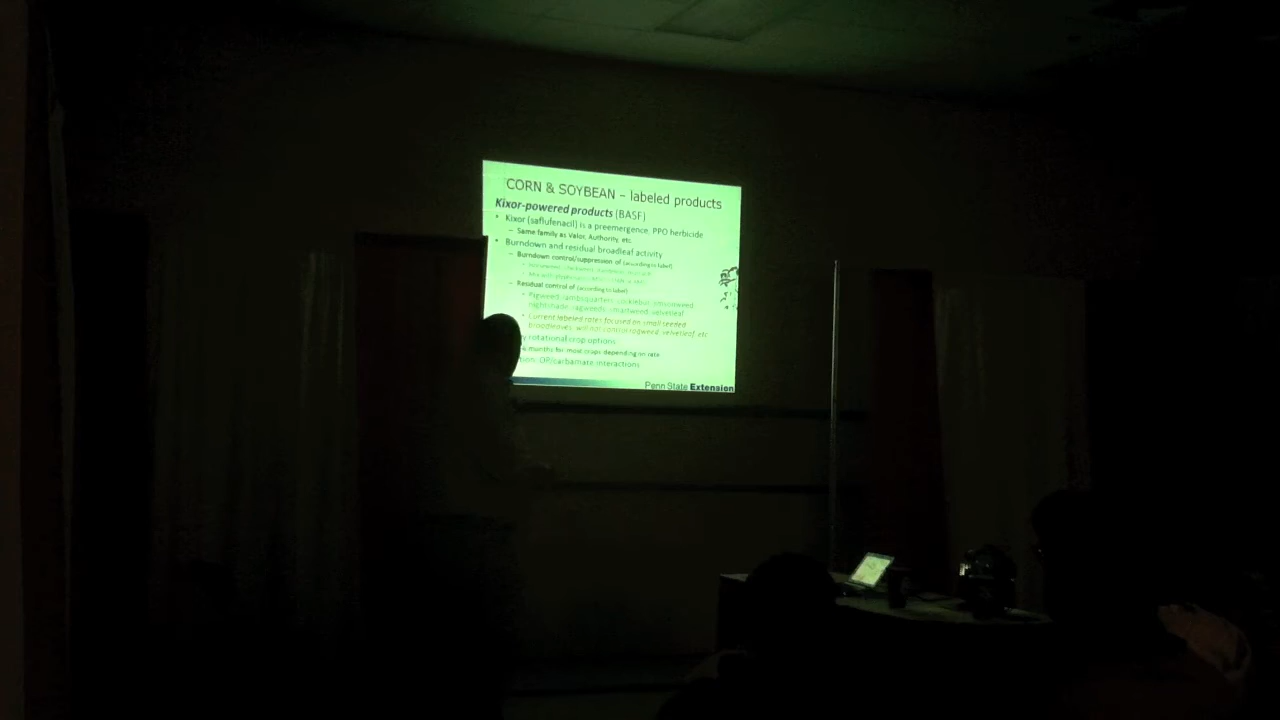 CORN & SOYBEAN – labeled products
Kixor-powered products (BASF)
• Kixor (saflufenacil) is a preemergence, PPO herbicide
– Same family as Valor, Authority, etc.
• Burndown and residual broadleaf activity
– Burndown control/suppression of (according to label)
– Residual control of (according to label)
• Pigweed, lambsquarters, cocklebur, jimsonweed,
nightshade, ragweeds, smartweed, velvetleaf
• Current labeled rates focused on small seeded
broadleaves, will not control ragweed, velvetleaf, etc
rotational crop options:
months for most crops depending on rate
OP/carbamate interactions
Penn State Extension